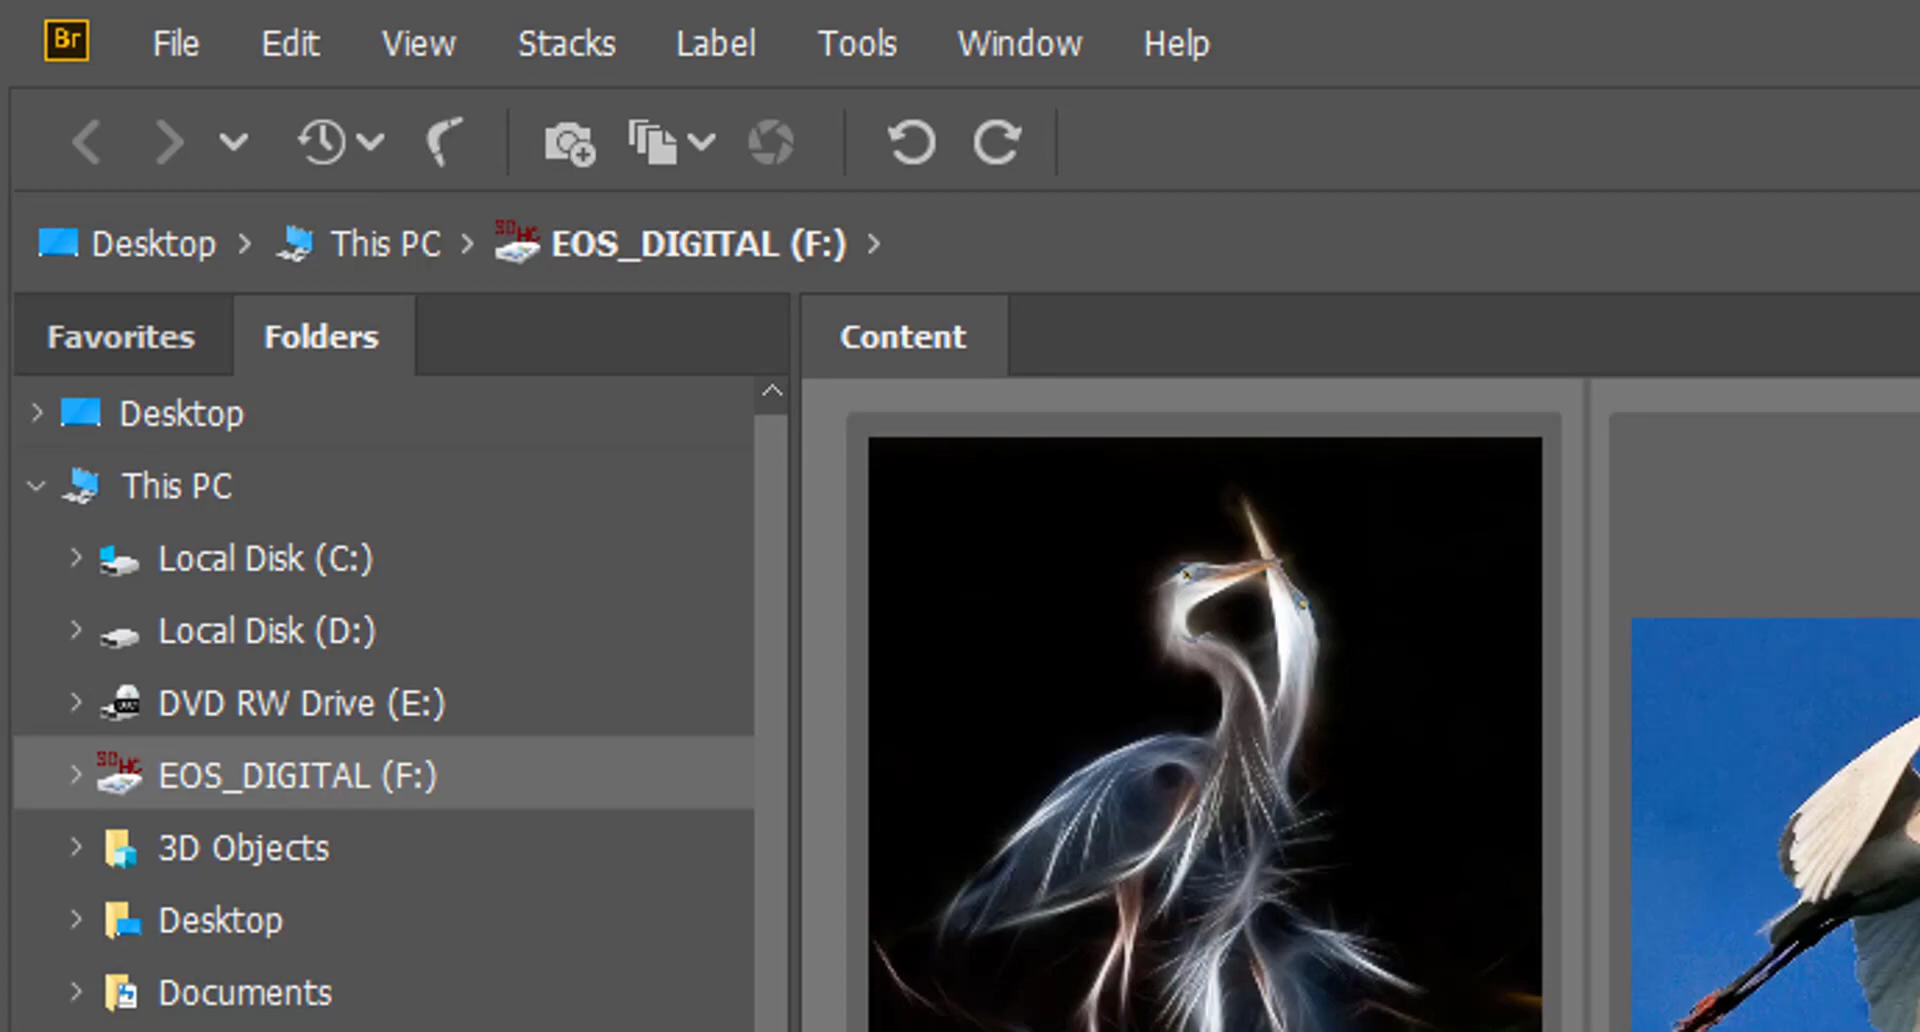 Br File Edit View Stacks Label Tools Window Help
Desktop This PC EOS_DIGITAL (F:)
Favorites Folders
Content
Desktop
This PC
Local Disk (C:)
Local Disk (D:)
DVD RW Drive (E:)
EOS_DIGITAL (F:)
3D Objects
Desktop
Documents